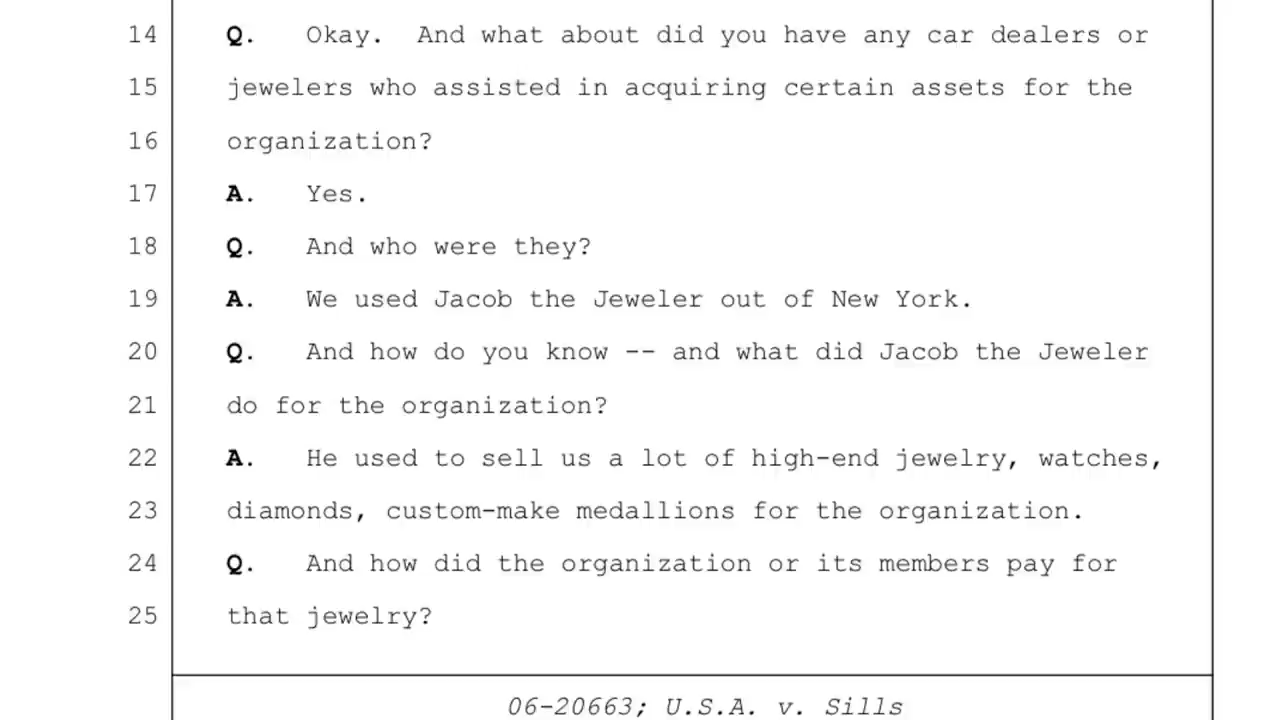 14 Q. Okay. And what about did you have any car dealers or
15 jewelers who assisted in acquiring certain assets for the
16 organization?
17 A. Yes.
18 Q. And who were they?
19 A. We used Jacob the Jeweler out of New York.
20 Q. And how do you know -- and what did Jacob the Jeweler
21 do for the organization?
22 A. He used to sell us a lot of high-end jewelry, watches,
23 diamonds, custom-make medallions for the organization.
24 Q. And how did the organization or its members pay for
25 that jewelry?
06-20663; U.S.A. v. Sills